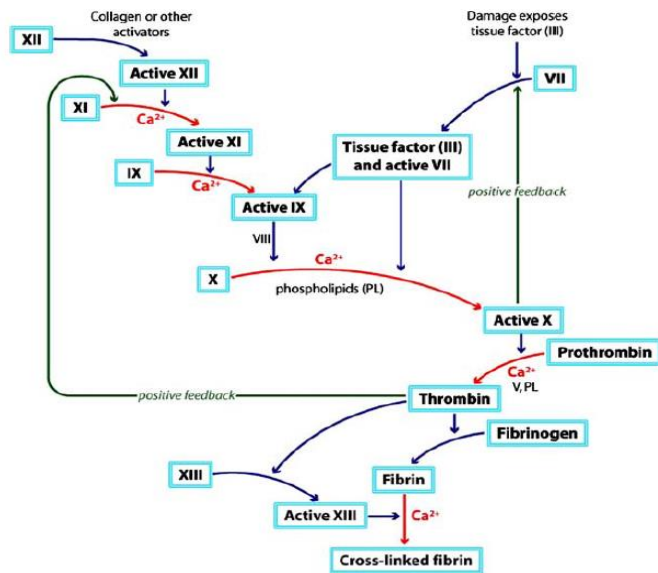 Collagen or other
activators
Damage exposes
tissue factor (III)
XII
Active XII
VII
XI
Ca²⁺
Active XI
Tissue factor (III)
and active VII
IX
Ca²⁺
Active IX
positive feedback
VIII
Ca²⁺
X
phospholipids (PL)
Active X
Prothrombin
Ca²⁺
V, PL
positive feedback
Thrombin
Fibrinogen
XIII
Fibrin
Active XIII
Ca²⁺
Cross-linked fibrin